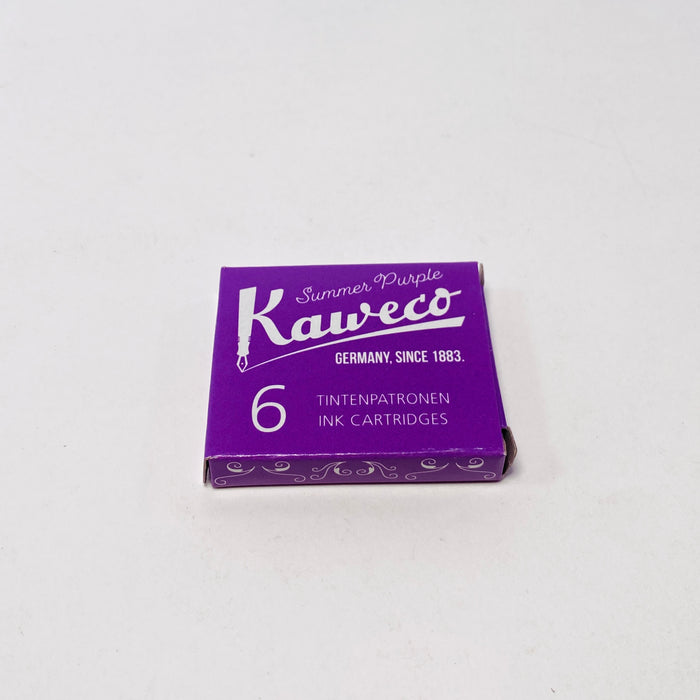 Summer Purple
Kaweco
GERMANY, SINCE 1883.
6
TINTENPATRONEN
INK CARTRIDGES